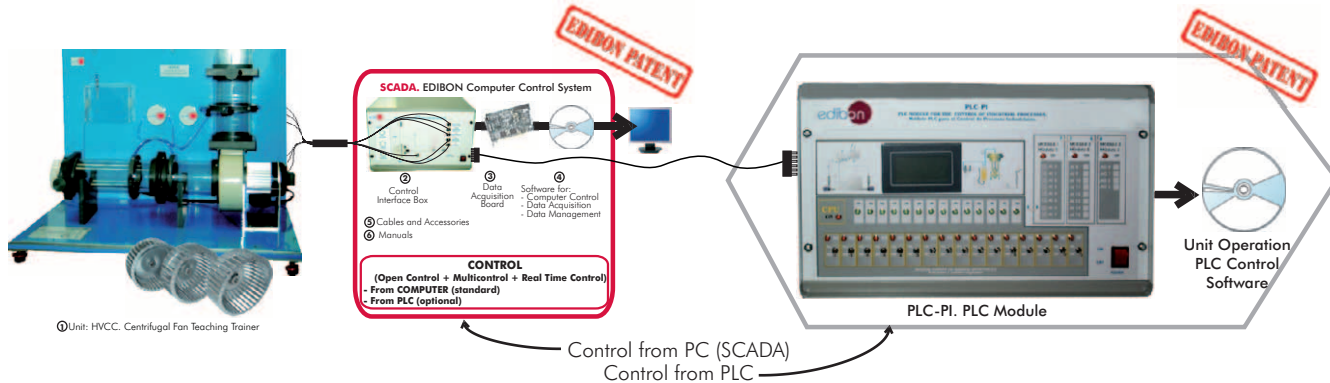 EDIBON PATENT
EDIBON PATENT
SCADA. EDIBON Computer Control System
2
Control
Interface Box
3
Data
Acquisition
Board
4
Software for:
- Computer Control
- Data Acquisition
- Data Management
5 Cables and Accessories
6 Manuals
CONTROL
(Open Control + Multicontrol + Real Time Control)
- From COMPUTER (standard)
- From PLC (optional)
1 Unit: HVCC. Centrifugal Fan Teaching Trainer
edibon
PLC-PI
PLC-PI. PLC Module
Unit Operation
PLC Control
Software
Control from PC (SCADA)
Control from PLC